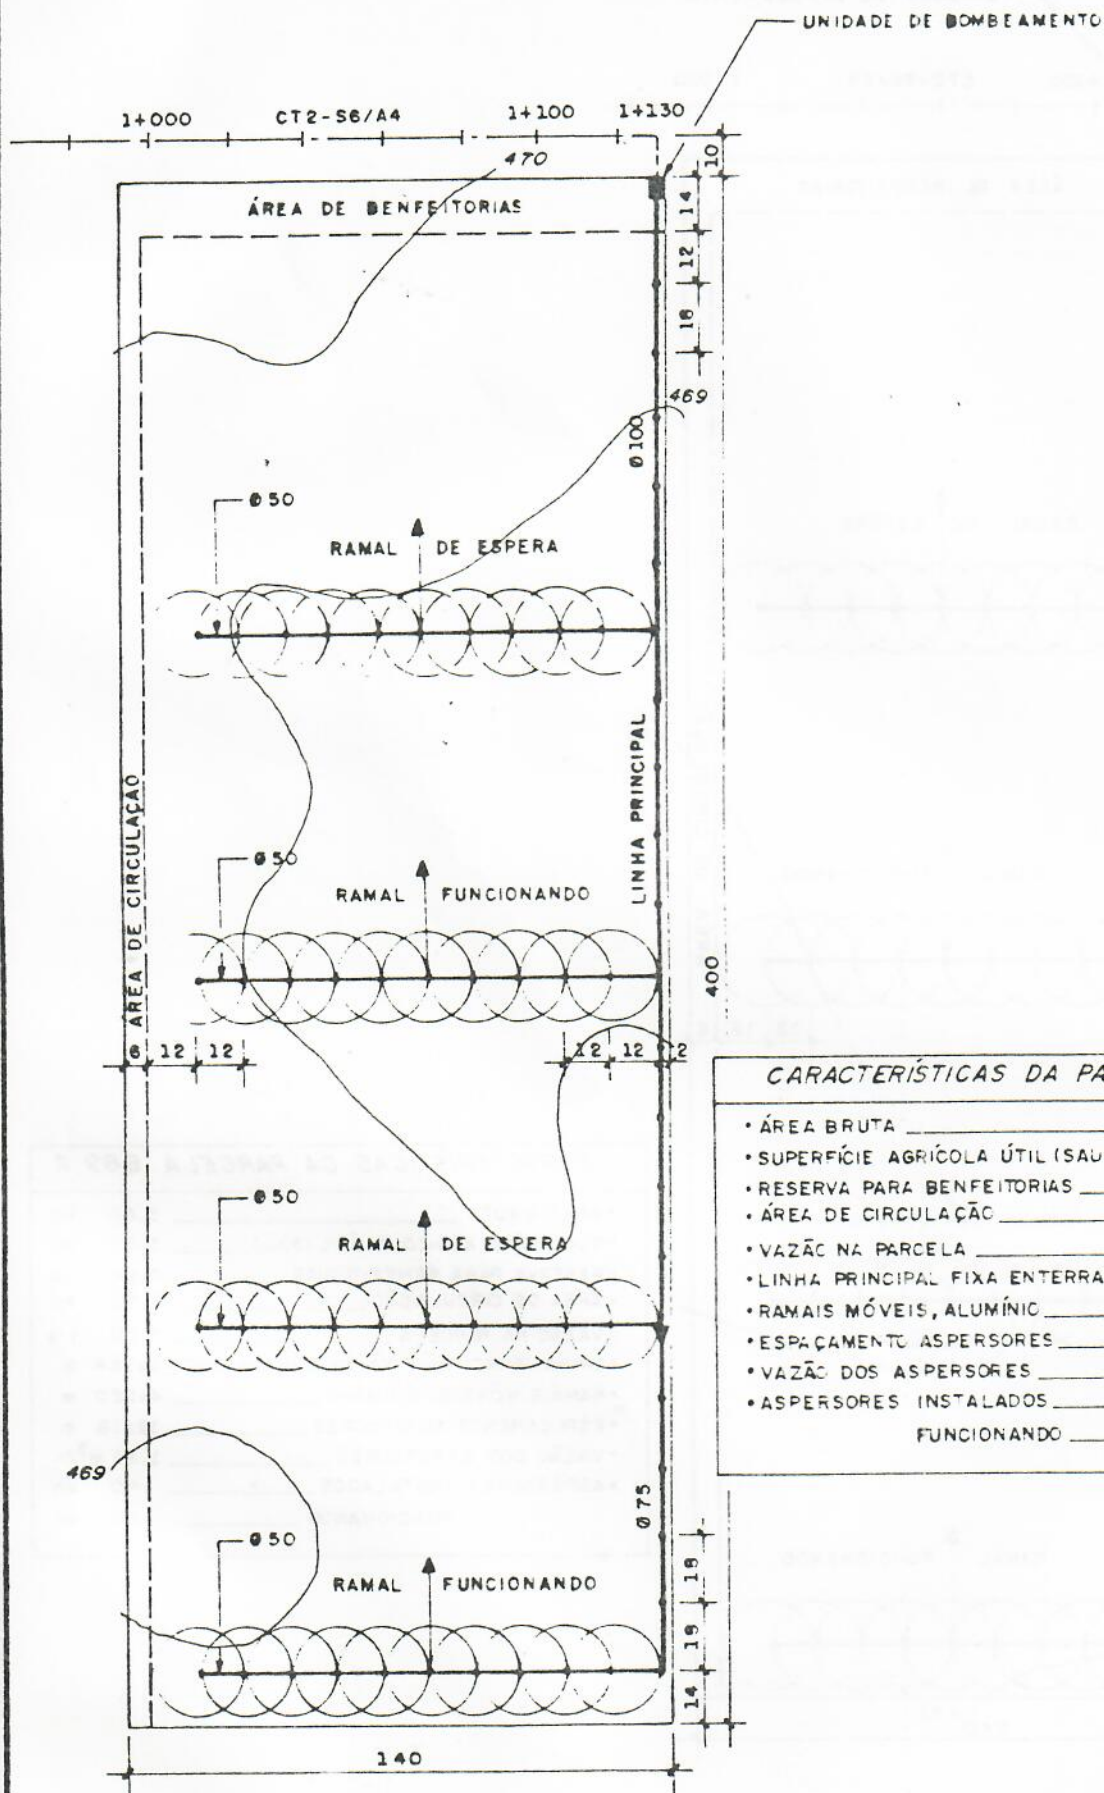 UNIDADE DE BOMBEAMENTO
1+000 CT2-S6/A4 1+100 1+130
10
470
ÁREA DE BENFEITORIAS
14
12
18
469
Ø100
Ø50
RAMAL DE ESPERA
LINHA PRINCIPAL
ÁREA DE CIRCULAÇÃO
Ø50
RAMAL FUNCIONANDO
400
6 12 12 12 12 2
CARACTERÍSTICAS DA PA
• ÁREA BRUTA
• SUPERFÍCIE AGRÍCOLA ÚTIL (SAU
• RESERVA PARA BENFEITORIAS
• ÁREA DE CIRCULAÇÃO
• VAZÃO NA PARCELA
• LINHA PRINCIPAL FIXA ENTERRA
• RAMAIS MÓVEIS, ALUMÍNIO
• ESPAÇAMENTO ASPERSORES
• VAZÃO DOS ASPERSORES
• ASPERSORES INSTALADOS
FUNCIONANDO
Ø50
RAMAL DE ESPERA
469
Ø75
Ø50
RAMAL FUNCIONANDO
18
18
14
140